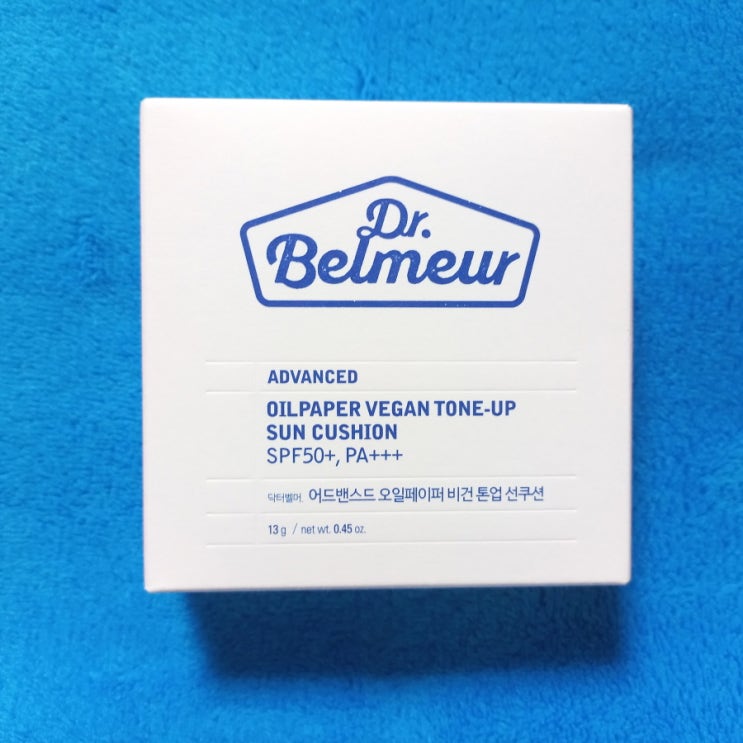 Dr.
Belmeur
ADVANCED
OILPAPER VEGAN TONE-UP
SUN CUSHION
SPF50+, PA+++
닥터벨머. 어드밴스드 오일페이퍼 비건 톤업 선쿠션
13 g / net wt. 0.45 oz.